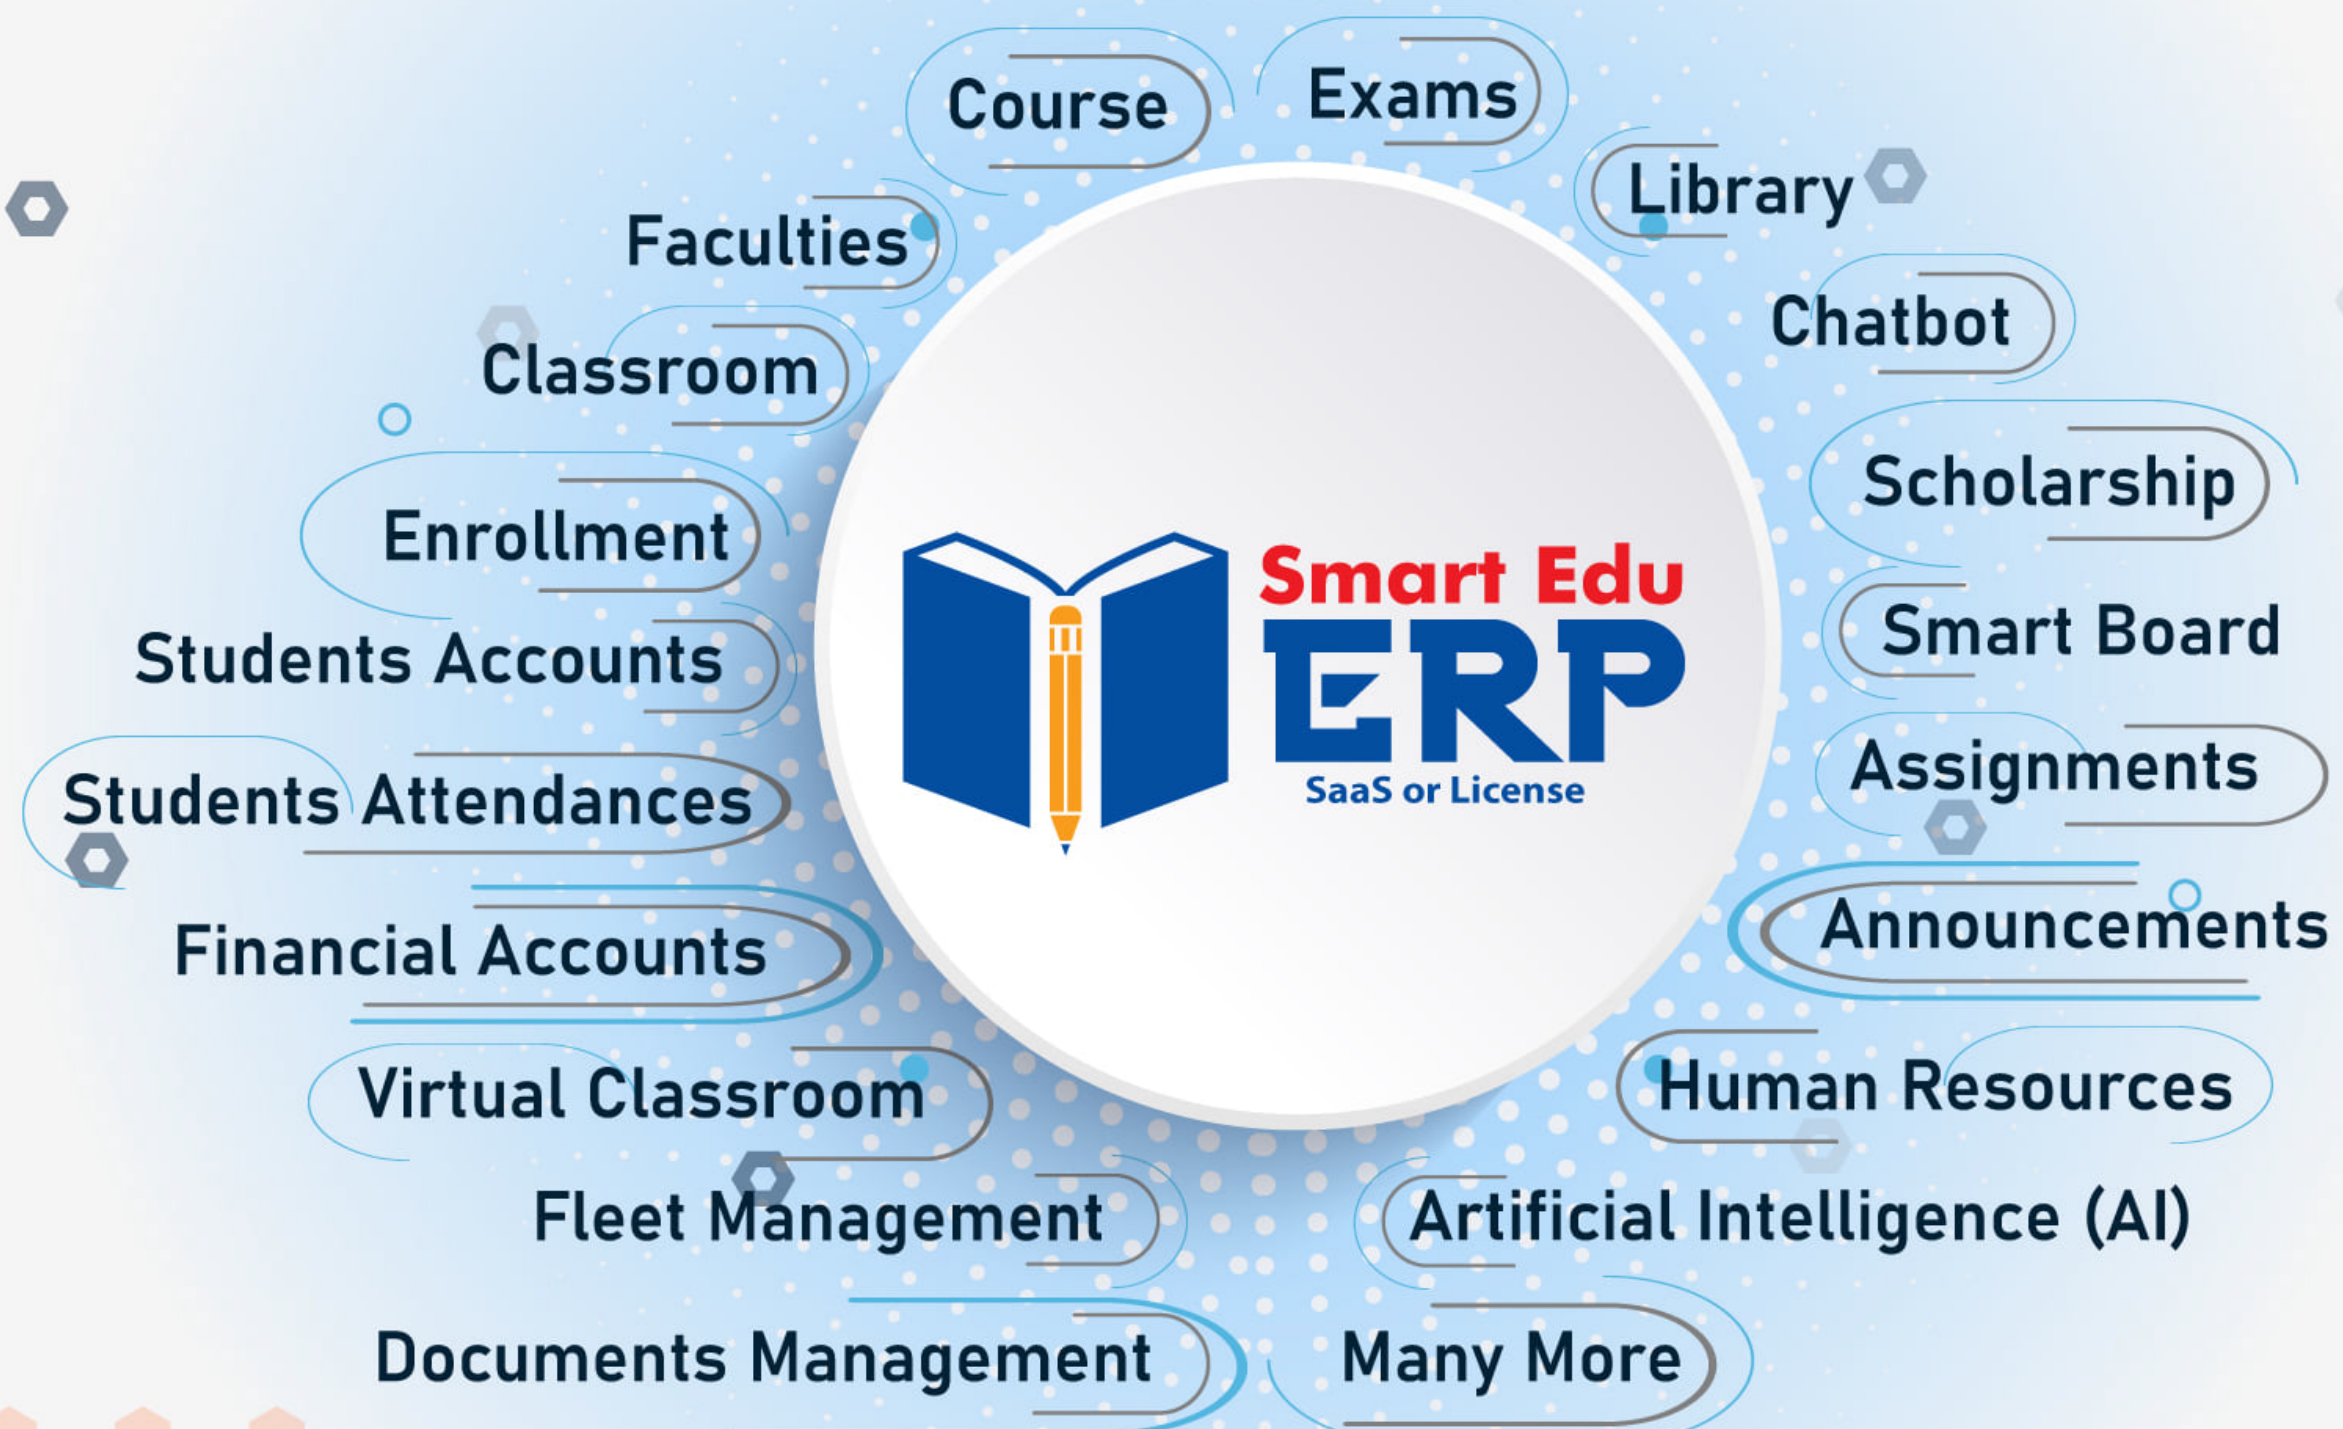 Course
Exams
Library
Faculties
Chatbot
Classroom
Scholarship
Enrollment
Smart Edu
ERP
SaaS or License
Smart Board
Students Accounts
Assignments
Students Attendances
Announcements
Financial Accounts
Human Resources
Virtual Classroom
Artificial Intelligence (AI)
Fleet Management
Documents Management
Many More